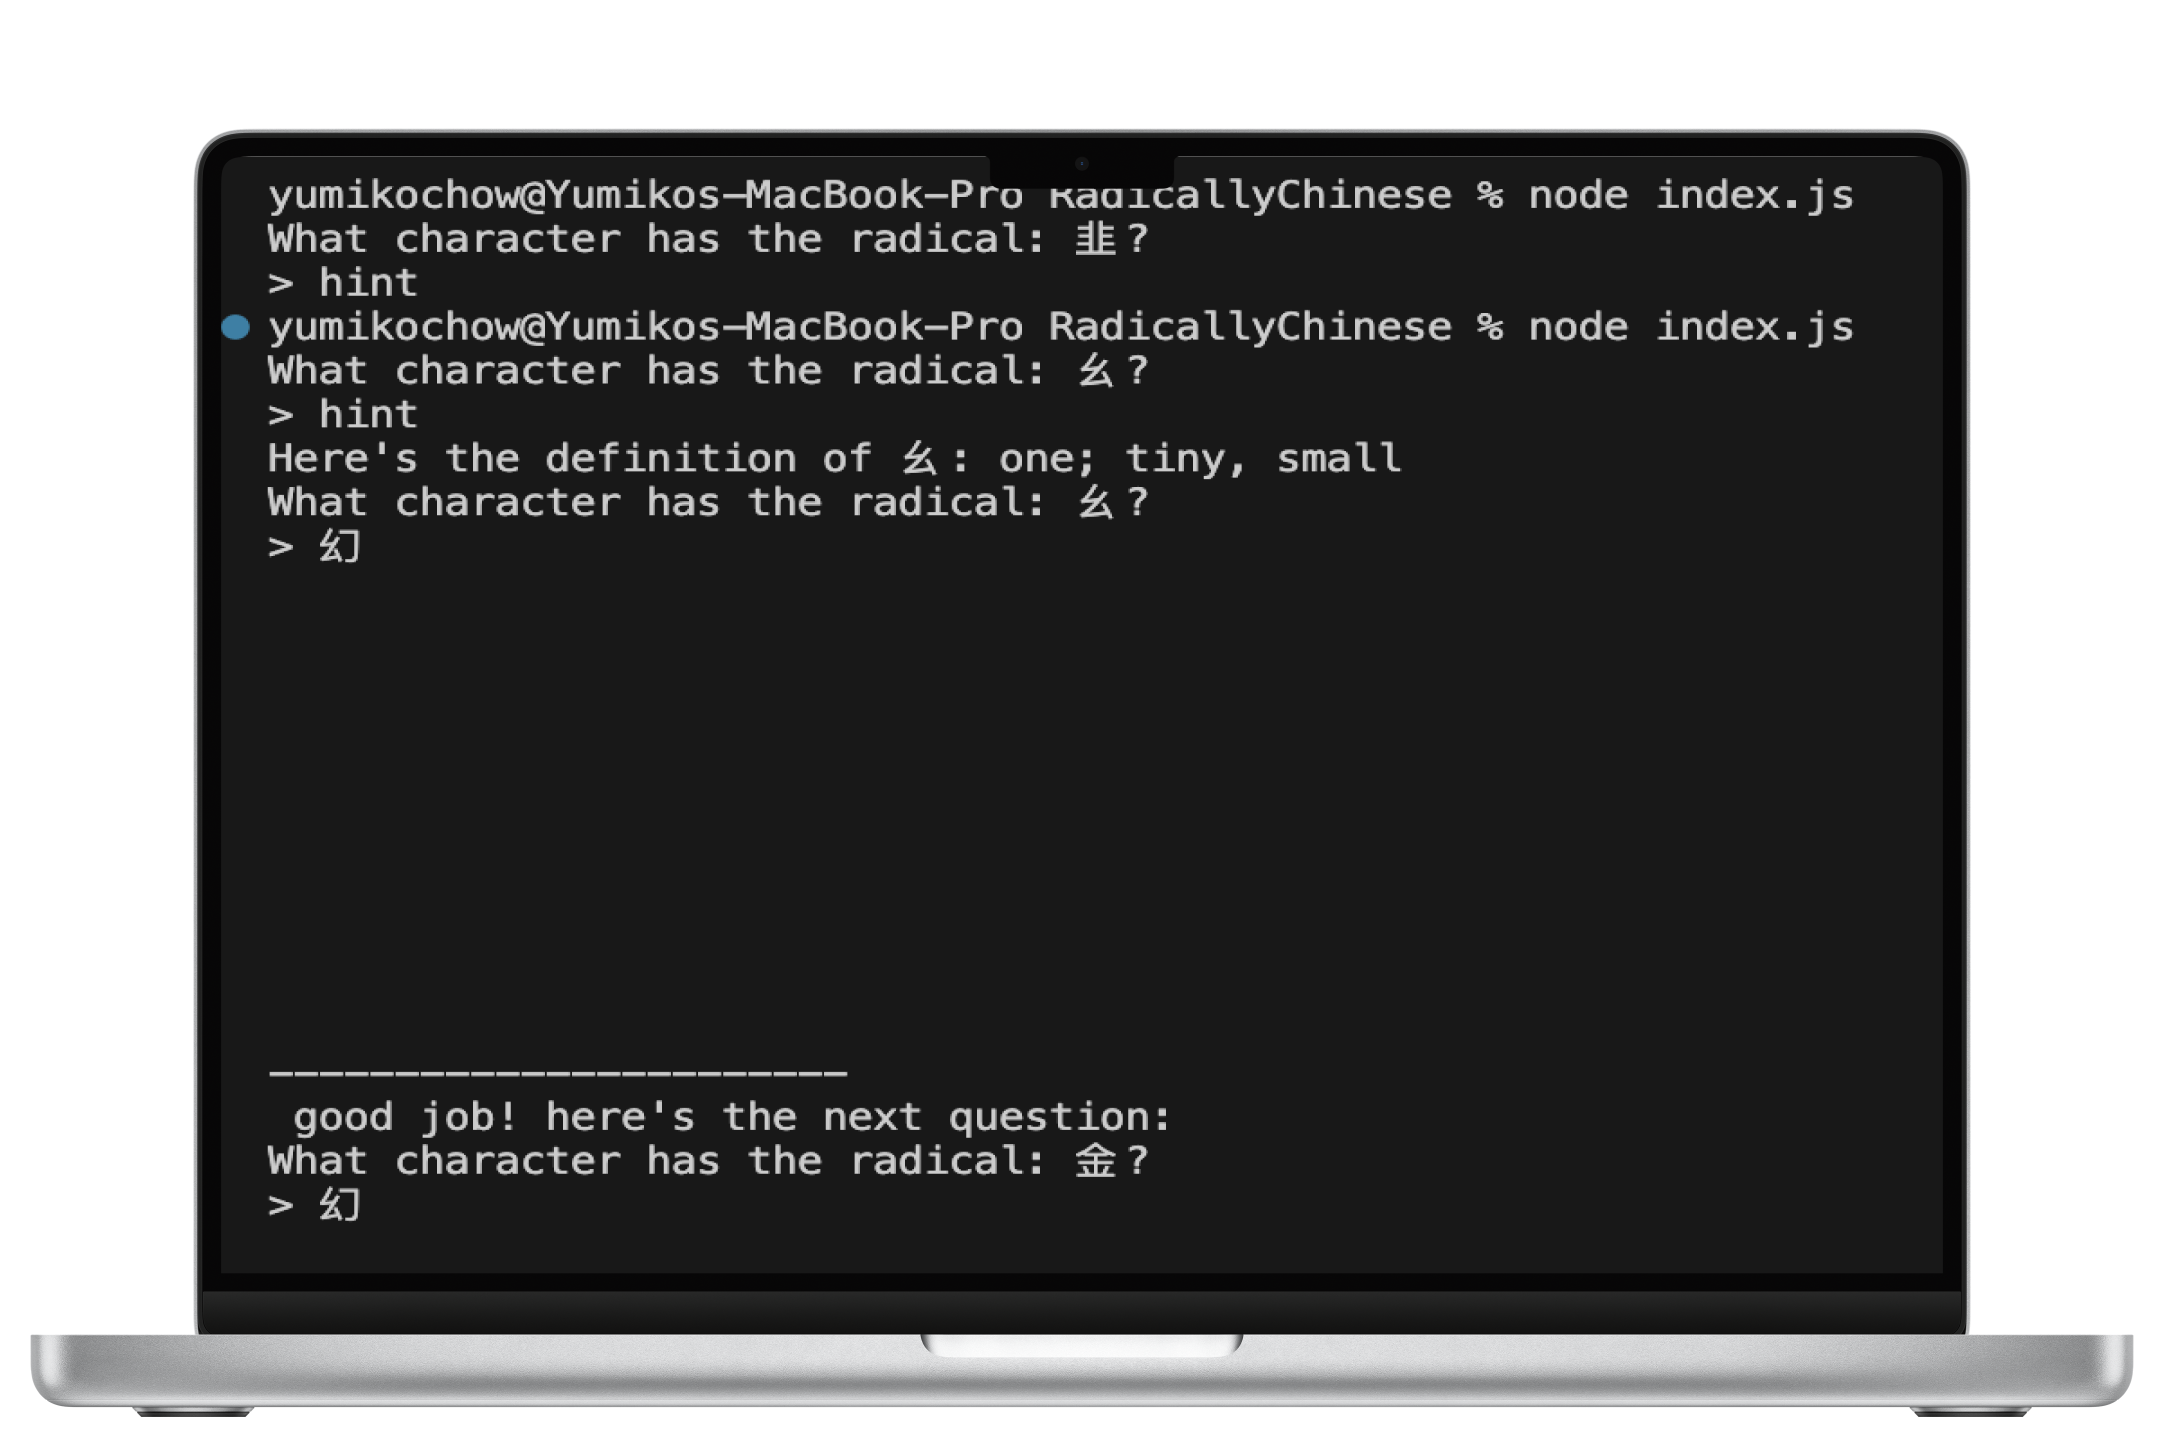 yumikochow@Yumikos-MacBook-Pro RadicallyChinese % node index.js
What character has the radical: 韭?
> hint
yumikochow@Yumikos-MacBook-Pro RadicallyChinese % node index.js
What character has the radical: 幺?
> hint
Here's the definition of 幺: one; tiny, small
What character has the radical: 幺?
> 幻
-----------------------
 good job! here's the next question:
What character has the radical: 金?
> 幻